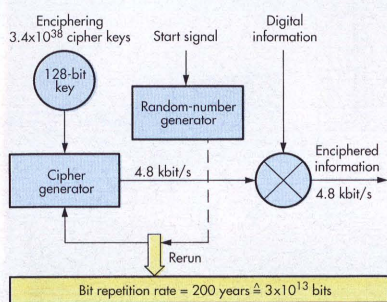 Enciphering
3.4x10³⁸ cipher keys
Start signal
Digital
information
128-bit
key
Random-number
generator
Enciphered
information
Cipher
generator
4.8 kbit/s
4.8 kbit/s
Rerun
Bit repetition rate = 200 years ≙ 3x10¹³ bits